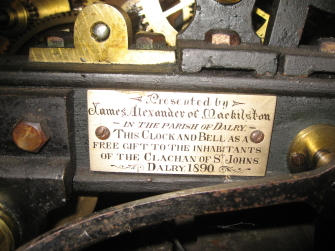 Presented by
James Alexander of Mackilston
IN THE PARISH OF DALRY
THIS CLOCK AND BELL AS A
FREE GIFT TO THE INHABITANTS
OF THE CLACHAN OF ST JOHNS
DALRY 1890